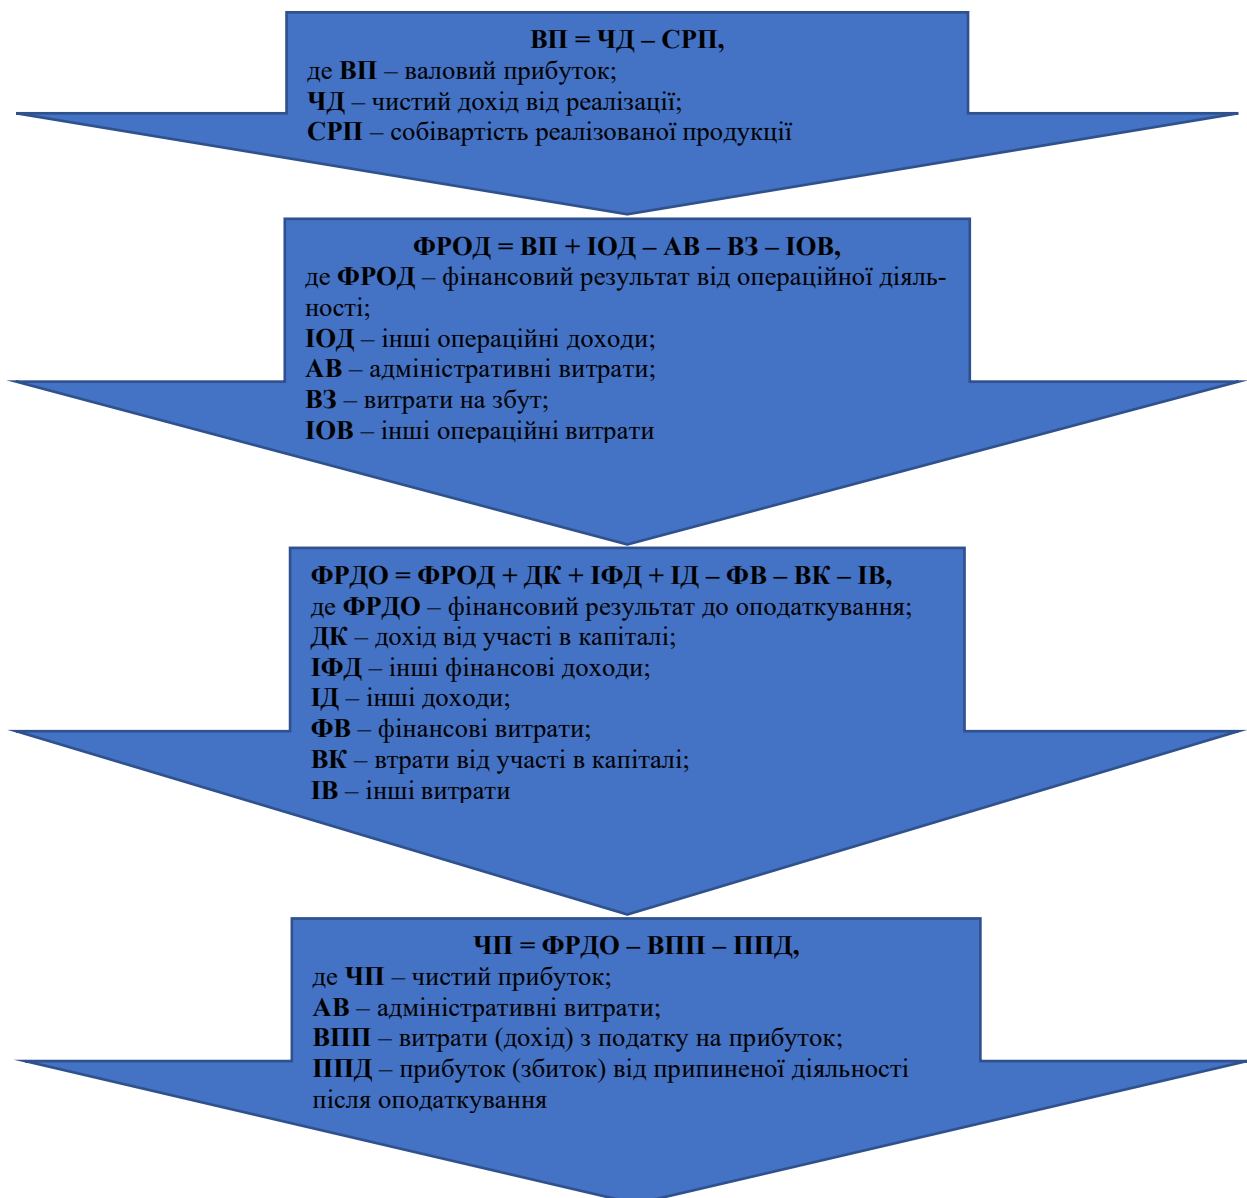 ВП = ЧД – СРП,
де ВП – валовий прибуток;
ЧД – чистий дохід від реалізації;
СРП – собівартість реалізованої продукції
ФРОД = ВП + ІОД – АВ – ВЗ – ІОВ,
де ФРОД – фінансовий результат від операційної діяль-
ності;
ІОД – інші операційні доходи;
АВ – адміністративні витрати;
ВЗ – витрати на збут;
ІОВ – інші операційні витрати
ФРДО = ФРОД + ДК + ІФД + ІД – ФВ – ВК – ІВ,
де ФРДО – фінансовий результат до оподаткування;
ДК – дохід від участі в капіталі;
ІФД – інші фінансові доходи;
ІД – інші доходи;
ФВ – фінансові витрати;
ВК – втрати від участі в капіталі;
ІВ – інші витрати
ЧП = ФРДО – ВПП – ППД,
де ЧП – чистий прибуток;
АВ – адміністративні витрати;
ВПП – витрати (дохід) з податку на прибуток;
ППД – прибуток (збиток) від припиненої діяльності
після оподаткування